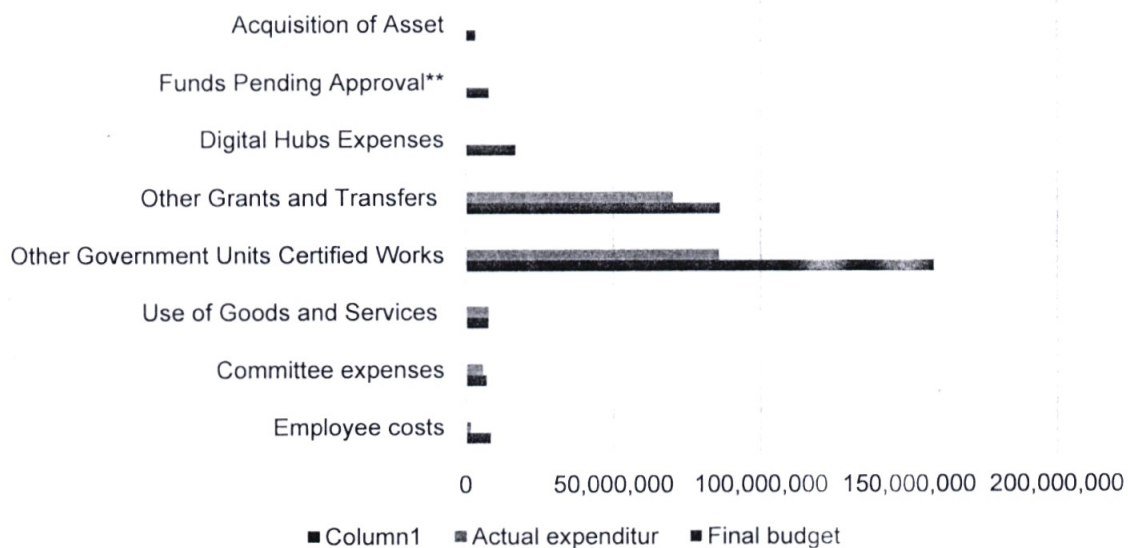 Acquisition of Asset
Funds Pending Approval**
Digital Hubs Expenses
Other Grants and Transfers
Other Government Units Certified Works
Use of Goods and Services
Committee expenses
Employee costs
0 50,000,000 100,000,000 150,000,000 200,000,000
Column1 Actual expenditur Final budget